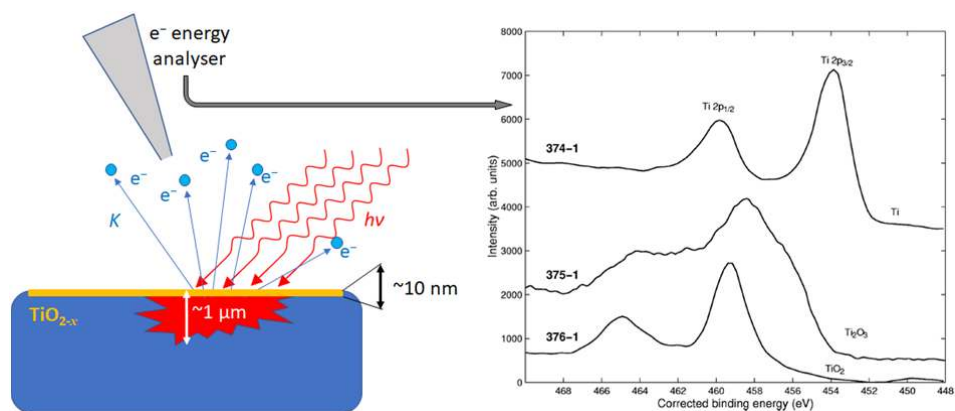 e⁻ energy
analyser
e⁻
e⁻
e⁻
e⁻
e⁻
K
hν
~10 nm
TiO₂₋ₓ
~1 μm
8000
7000
6000
5000
4000
3000
2000
1000
0
Intensity (arb. units)
Ti 2p₃/₂
Ti 2p₁/₂
374–1
Ti
375–1
Ti₂O₃
376–1
TiO₂
468 466 464 462 460 458 456 454 452 450 448
Corrected binding energy (eV)